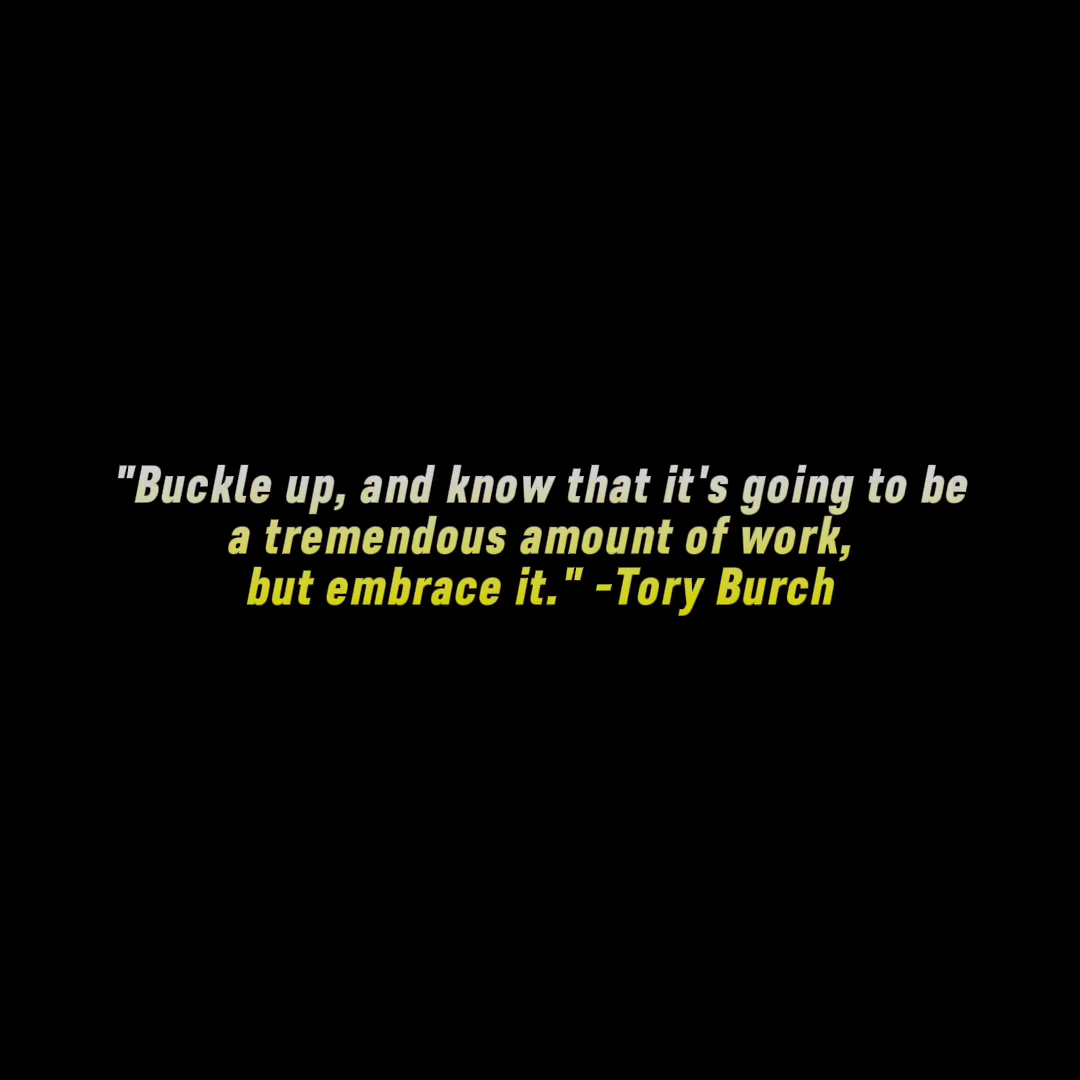 "Buckle up, and know that it's going to be
a tremendous amount of work,
but embrace it." -Tory Burch